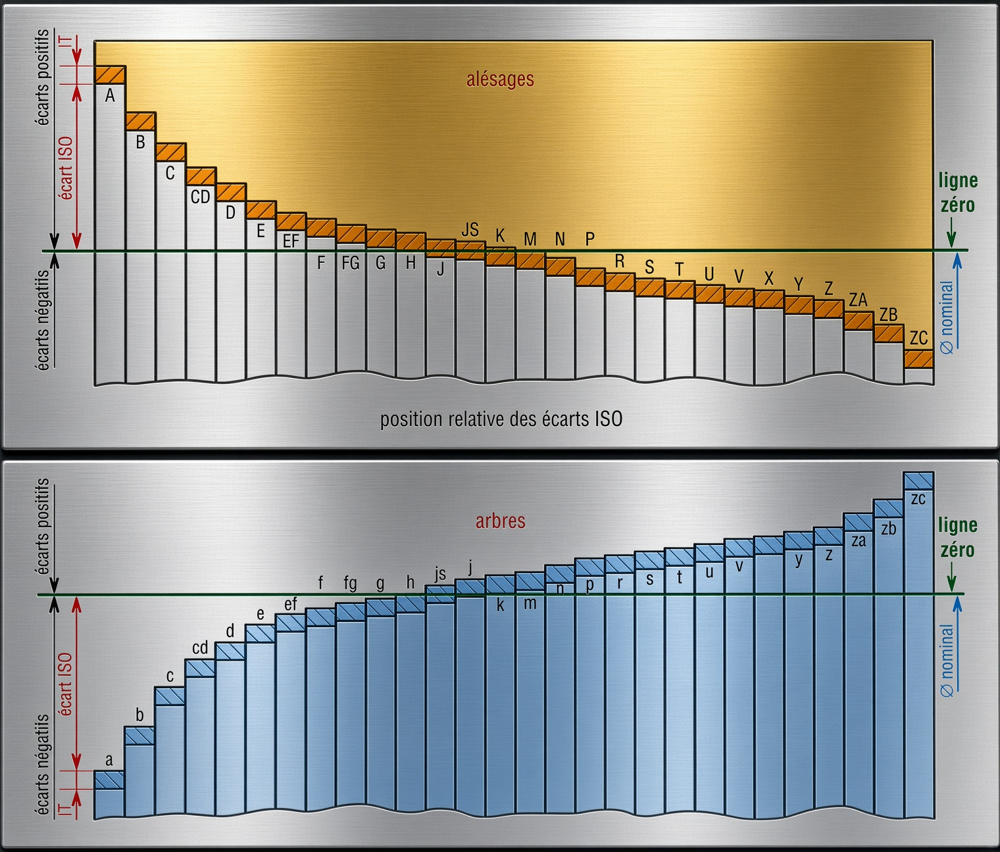 écarts positifs
IT
alésages
A
B
C
CD
D
E
EF
F
FG
G
H
J
JS
K
M
N
P
R
S
T
U
V
X
Y
Z
ZA
ZB
ZC
écart ISO
ligne
zéro
écarts négatifs
Ø nominal
position relative des écarts ISO
écarts positifs
arbres
a
b
c
cd
d
e
ef
f
fg
g
h
js
j
k
m
n
p
r
s
t
u
v
y
z
za
zb
zc
ligne
zéro
écart ISO
Ø nominal
écarts négatifs
IT